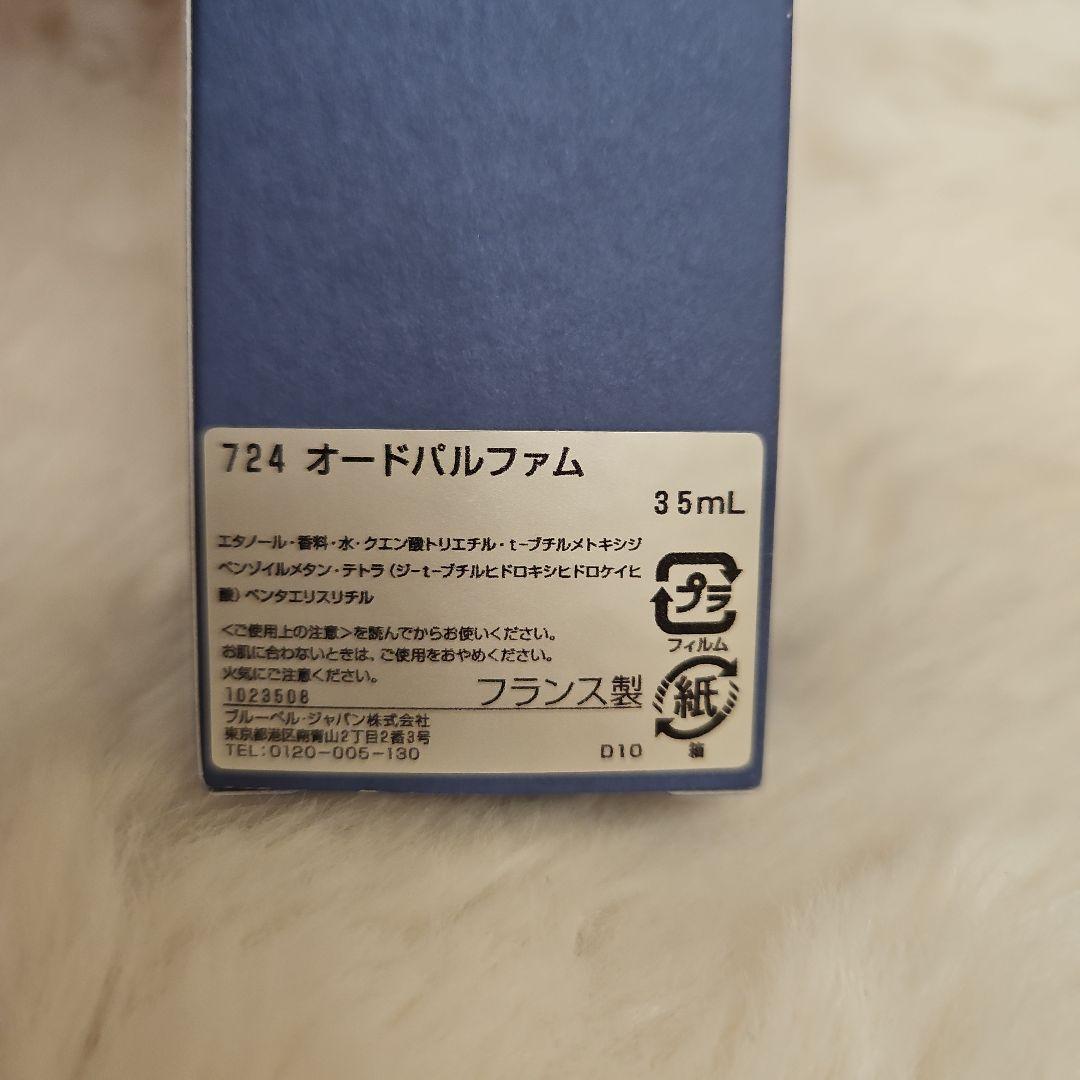 724 オードパルファム
35mL
エタノール・香料・水・クエン酸トリエチル・t-ブチルメトキシジ
ベンゾイルメタン・テトラ(ジ-t-ブチルヒドロキシヒドロケイヒ
酸)ペンタエリスリチル
プラ
フィルム
<ご使用上の注意>を読んでからお使いください。
お肌に合わないときは、ご使用をおやめください。
火気にご注意ください。
1023508
フランス製
紙
箱
ブルーベル・ジャパン株式会社
東京都港区南青山2丁目2番3号
TEL:0120-005-130
D10